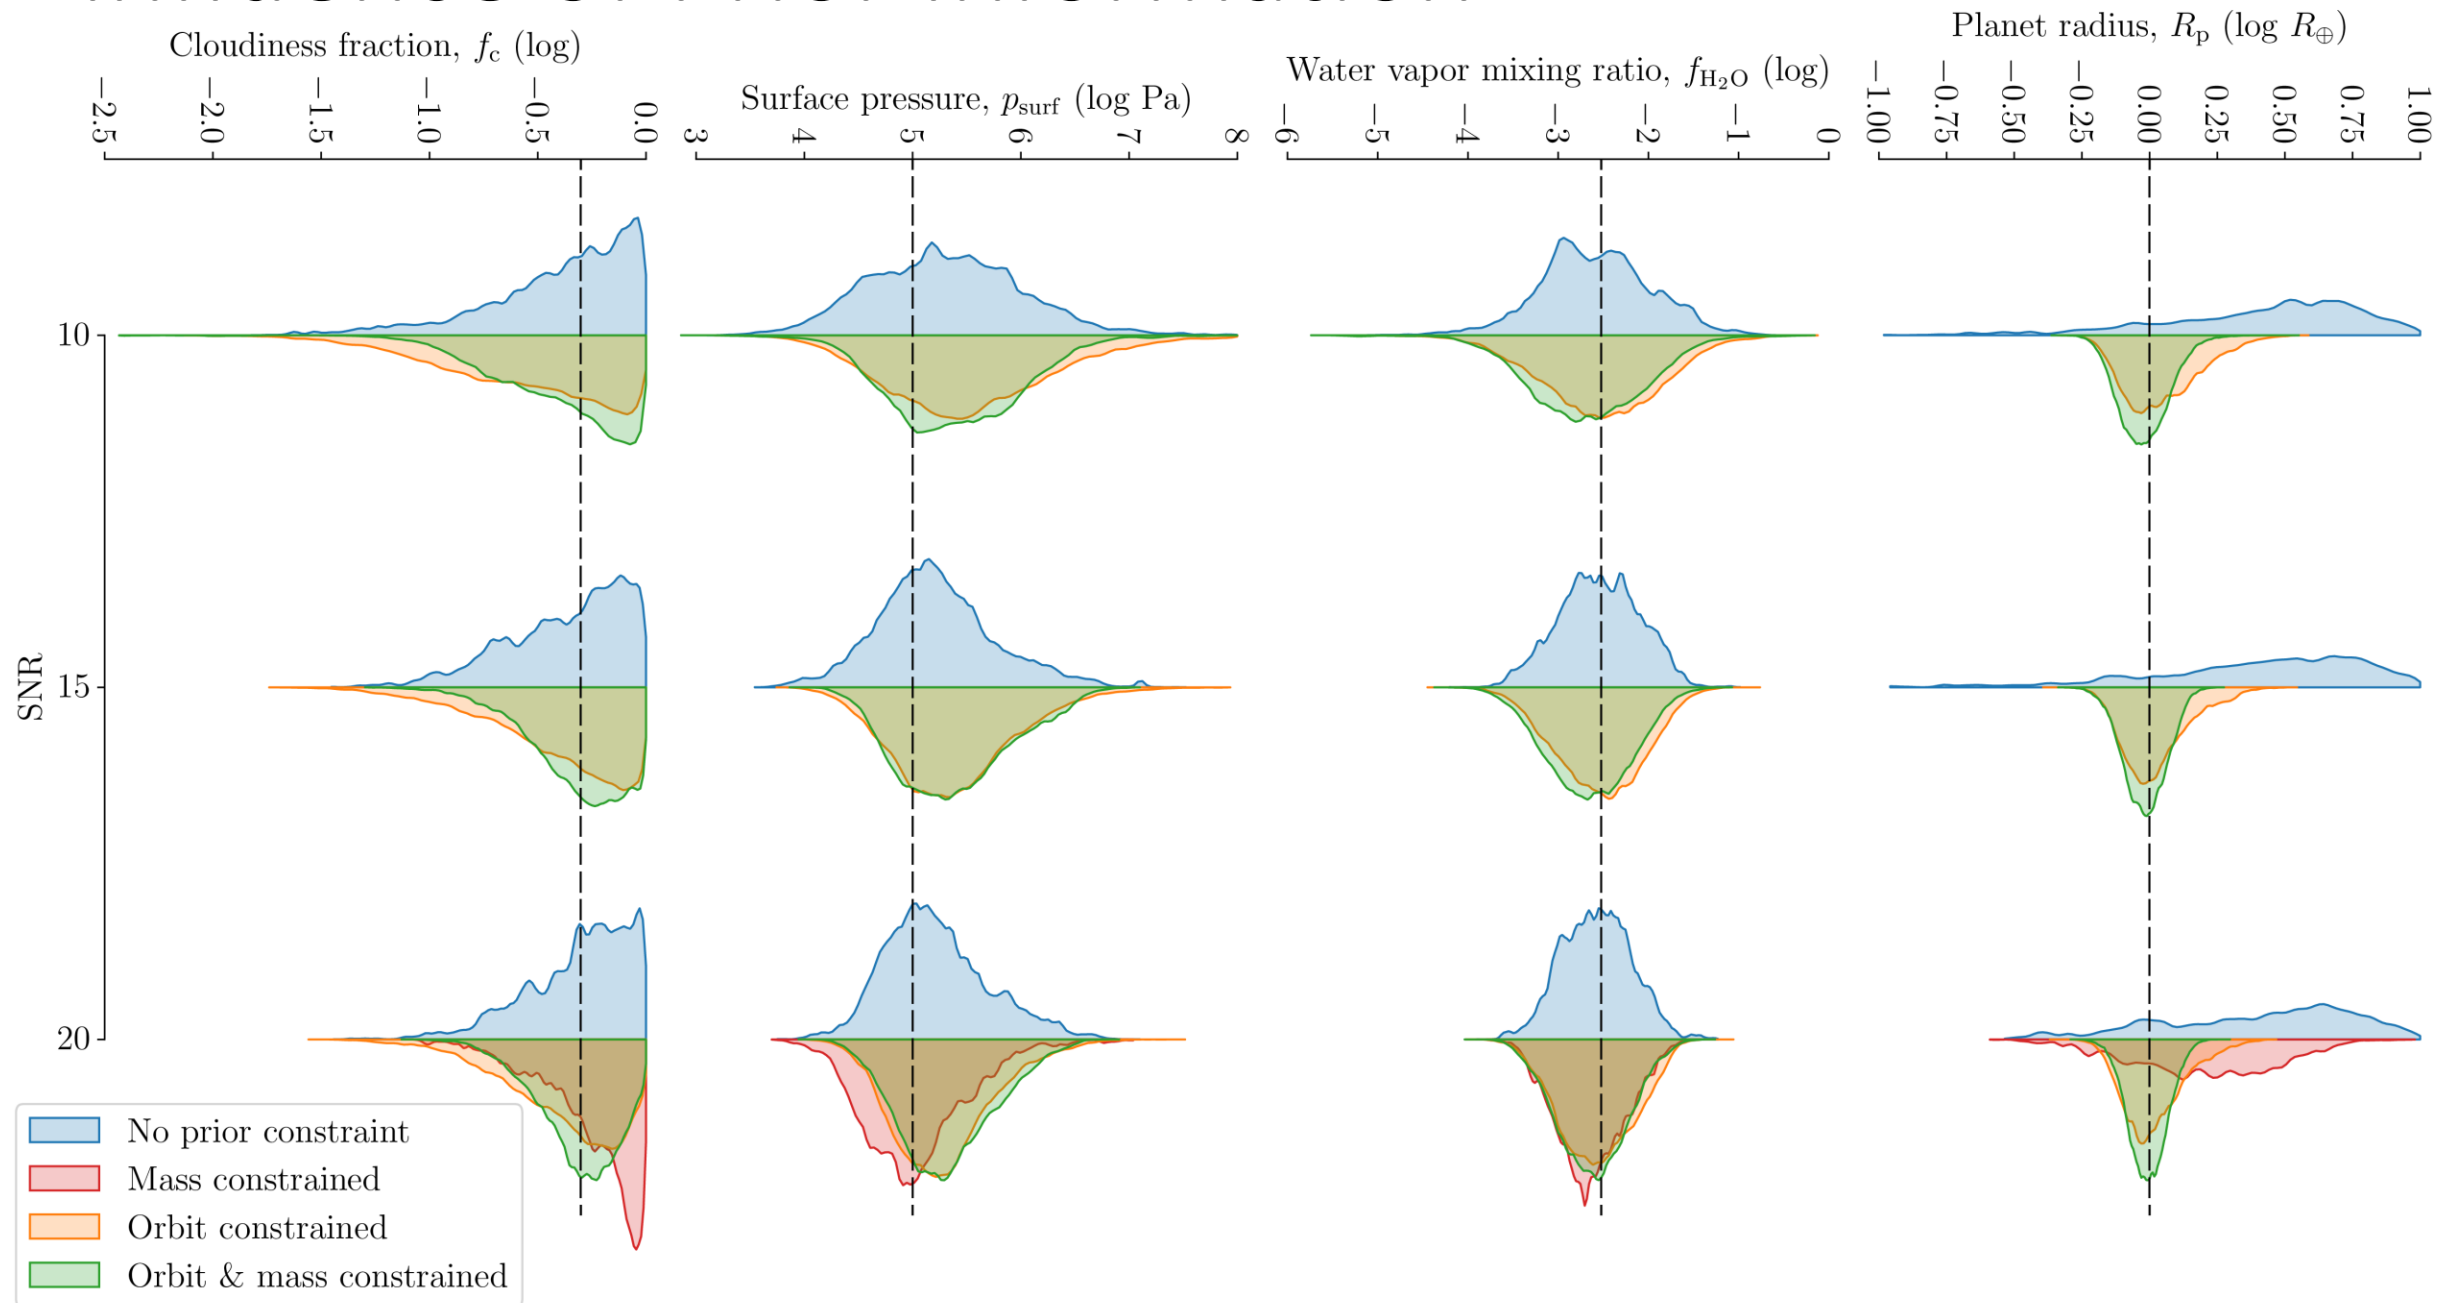 Cloudiness fraction, f_c (log)
−2.5 −2.0 −1.5 −1.0 −0.5 0.0
Surface pressure, p_surf (log Pa)
3 4 5 6 7 8
Water vapor mixing ratio, f_H₂O (log)
−6 −5 −4 −3 −2 −1 0
Planet radius, R_p (log R_⊕)
−1.00 −0.75 −0.50 −0.25 0.00 0.25 0.50 0.75 1.00
SNR
10
15
20
No prior constraint
Mass constrained
Orbit constrained
Orbit & mass constrained